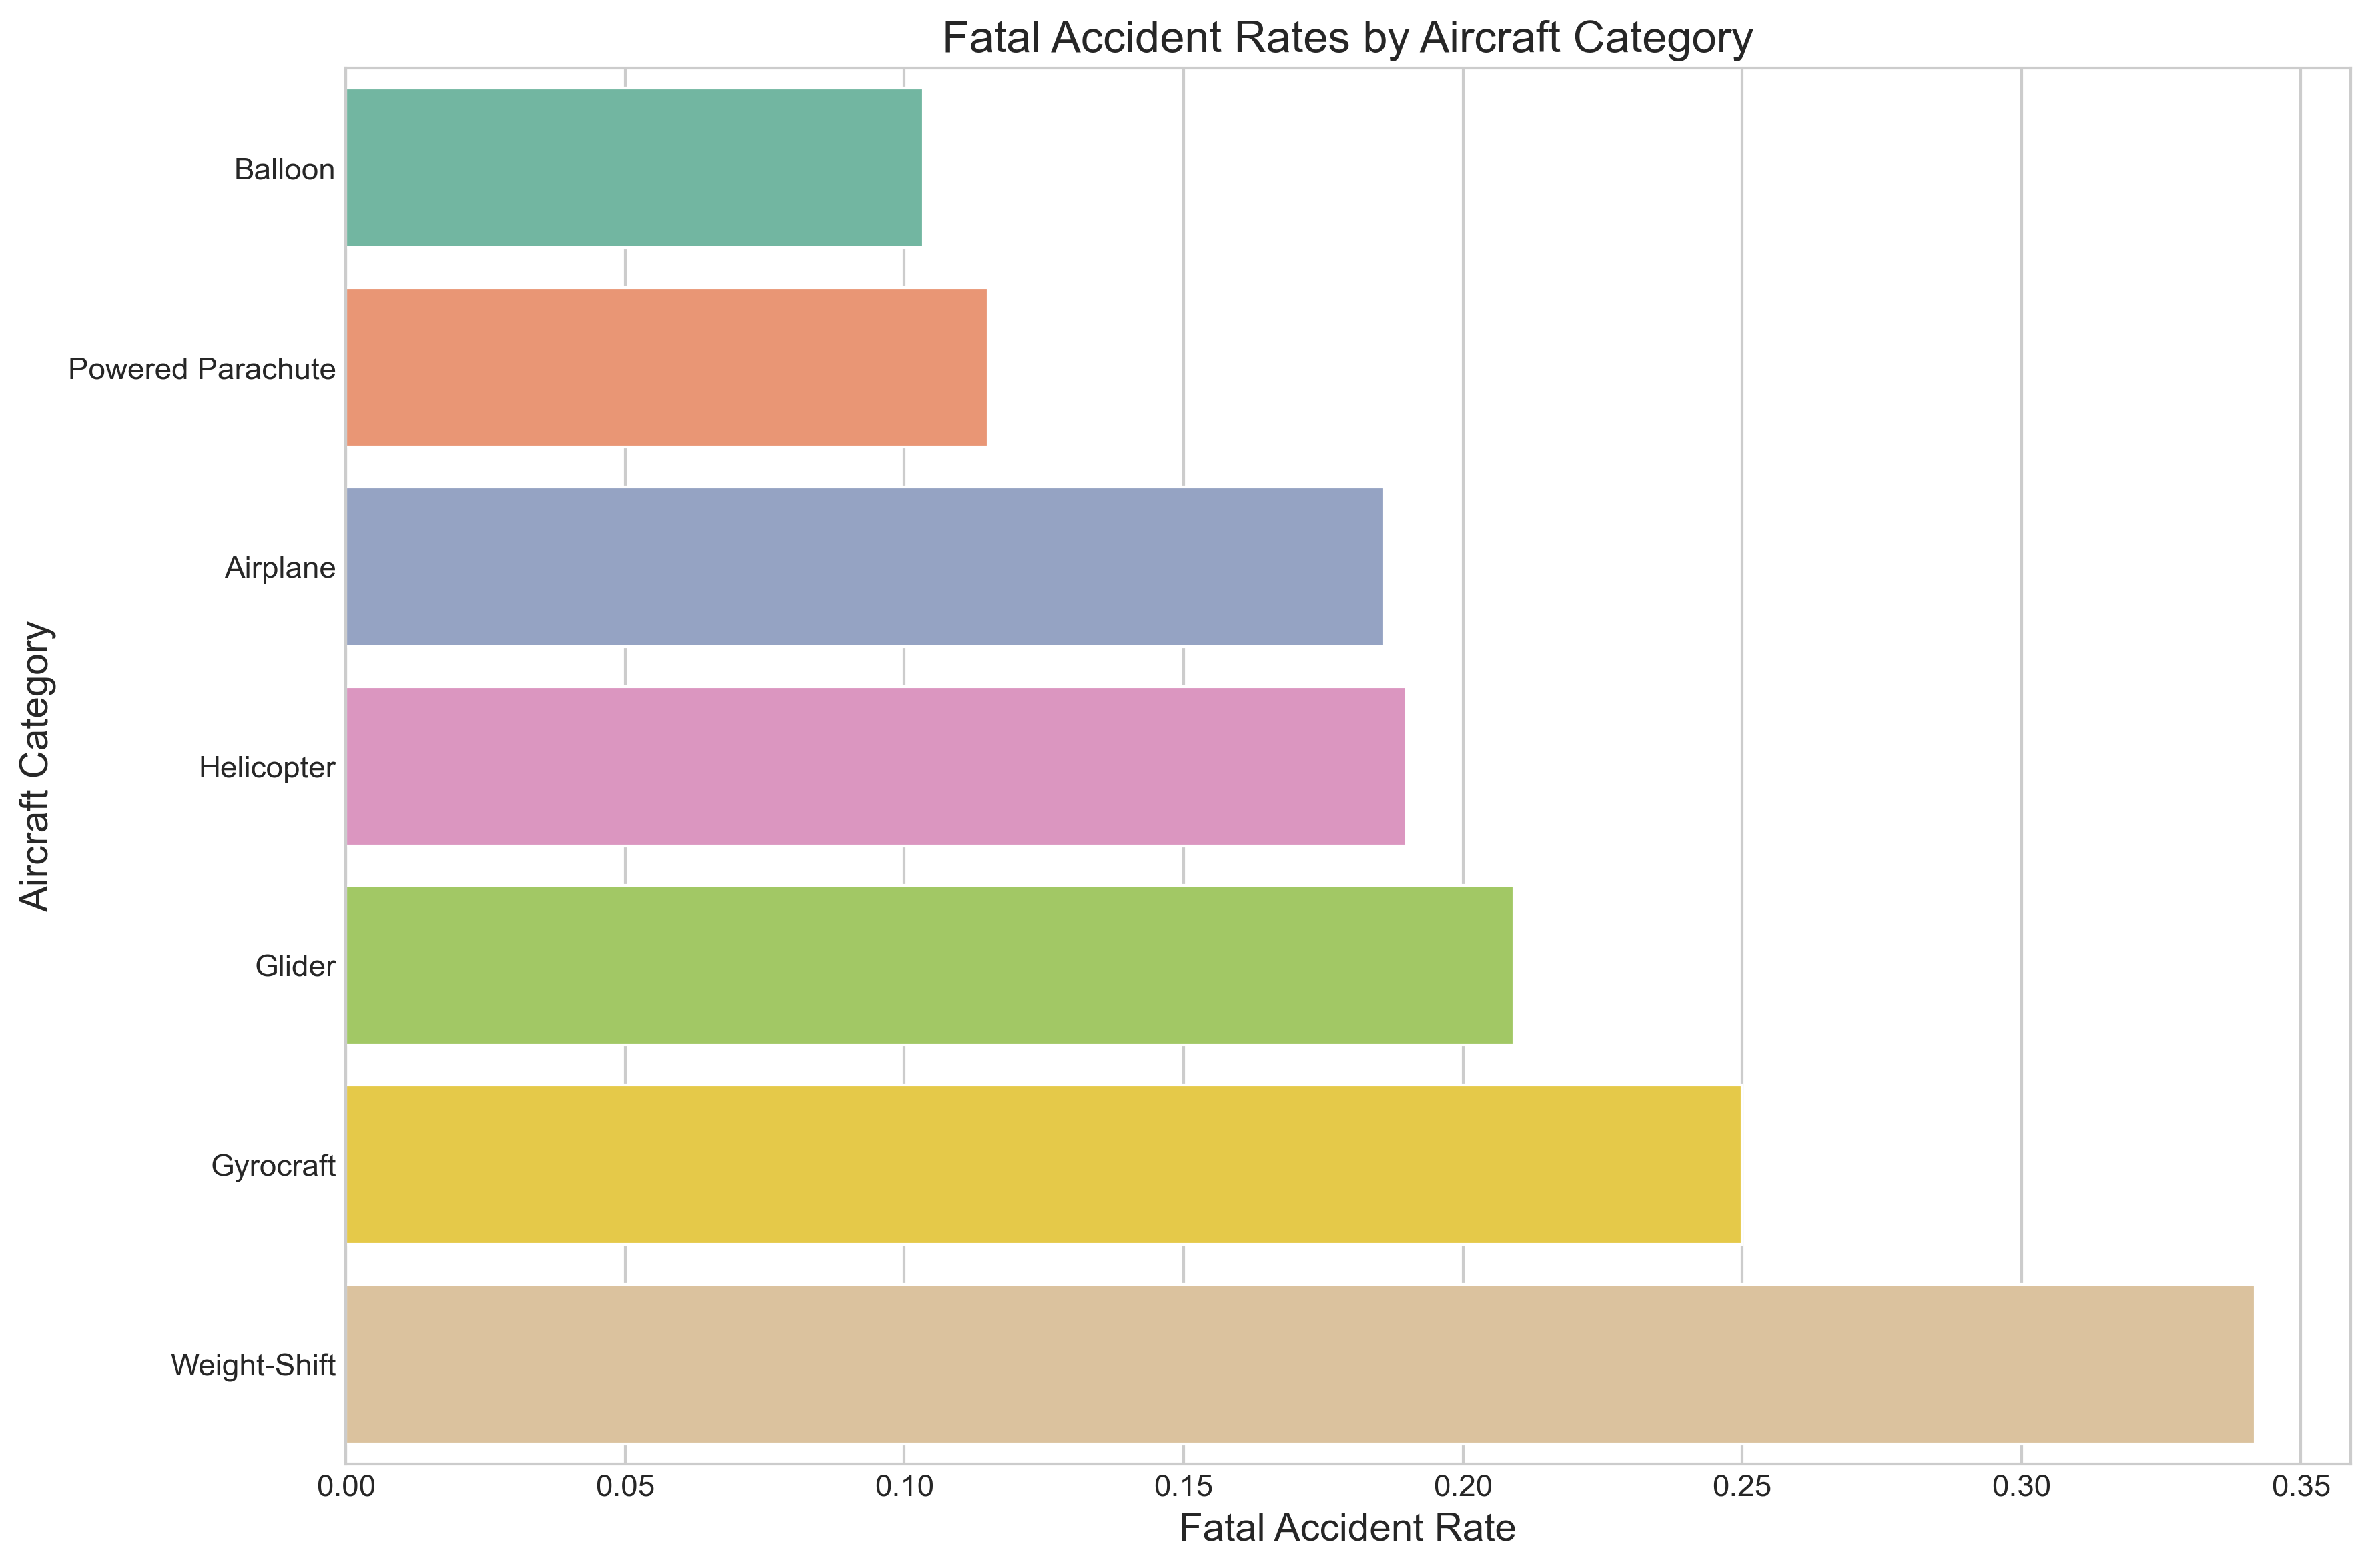 Fatal Accident Rates by Aircraft Category
Aircraft Category
Balloon
Powered Parachute
Airplane
Helicopter
Glider
Gyrocraft
Weight-Shift
0.00 0.05 0.10 0.15 0.20 0.25 0.30 0.35
Fatal Accident Rate